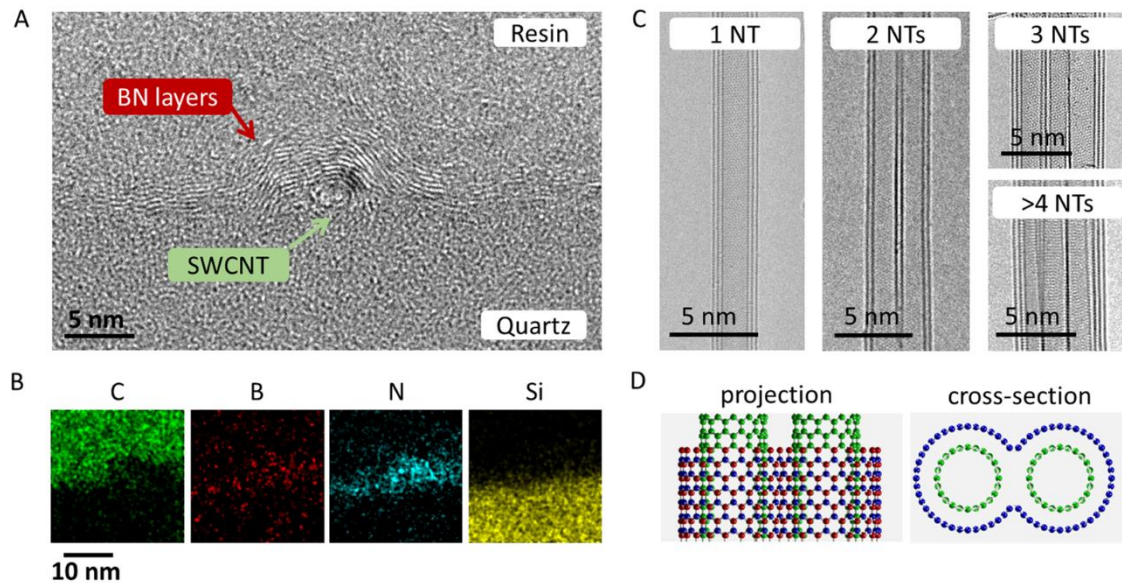 A
Resin
BN layers
SWCNT
5 nm
Quartz
B
C
B
N
Si
10 nm
C
1 NT
5 nm
2 NTs
5 nm
3 NTs
5 nm
>4 NTs
5 nm
D
projection
cross-section